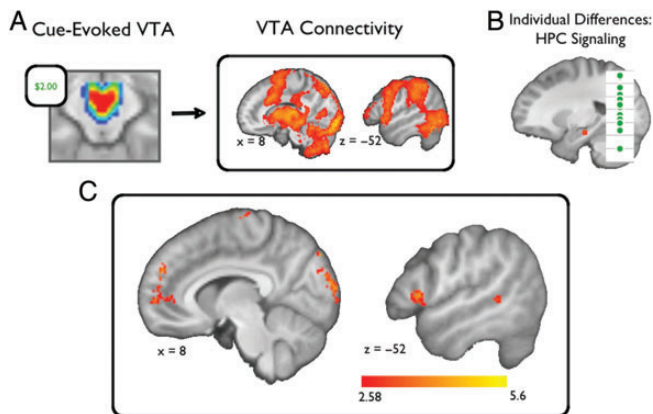 A
Cue-Evoked VTA
$2.00
VTA Connectivity
x = 8
z = −52
B
Individual Differences:
HPC Signaling
C
x = 8
z = −52
2.58
5.6